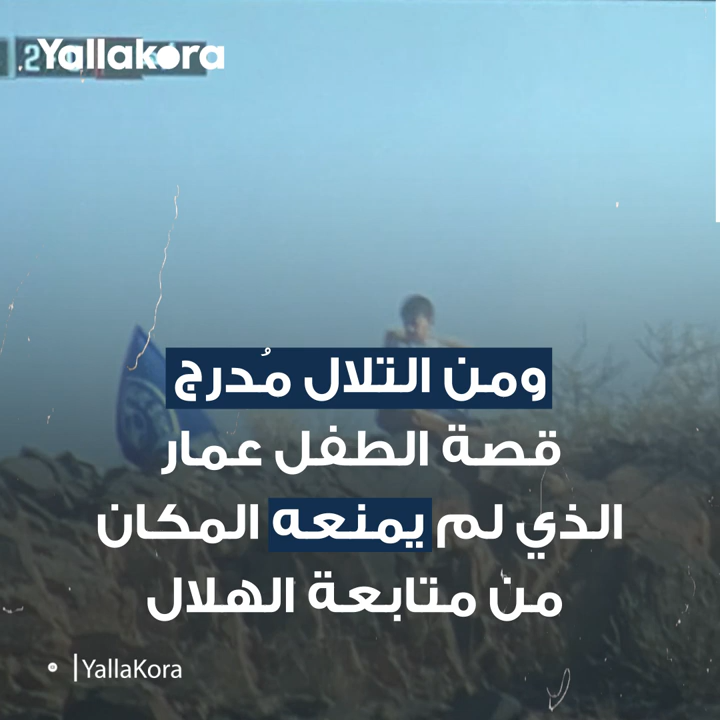 Yallakora
ومن التلال مُدرج
قصة الطفل عمار
الذي لم يمنعه المكان
من متابعة الهلال
|YallaKora